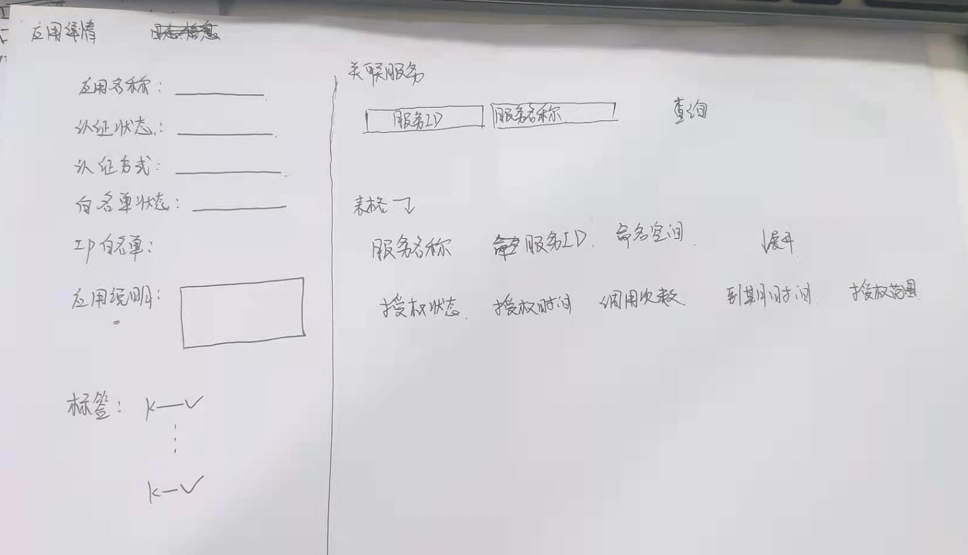 应用详情
应用名称:
认证状态:
认证方式:
白名单状态:
IP白名单:
应用说明:
标签: K—V
K—V
关联服务
服务ID 服务名称 查询
表格
服务名称 服务ID 命名空间 展开
授权状态 授权时间 调用次数 到期时间 授权范围